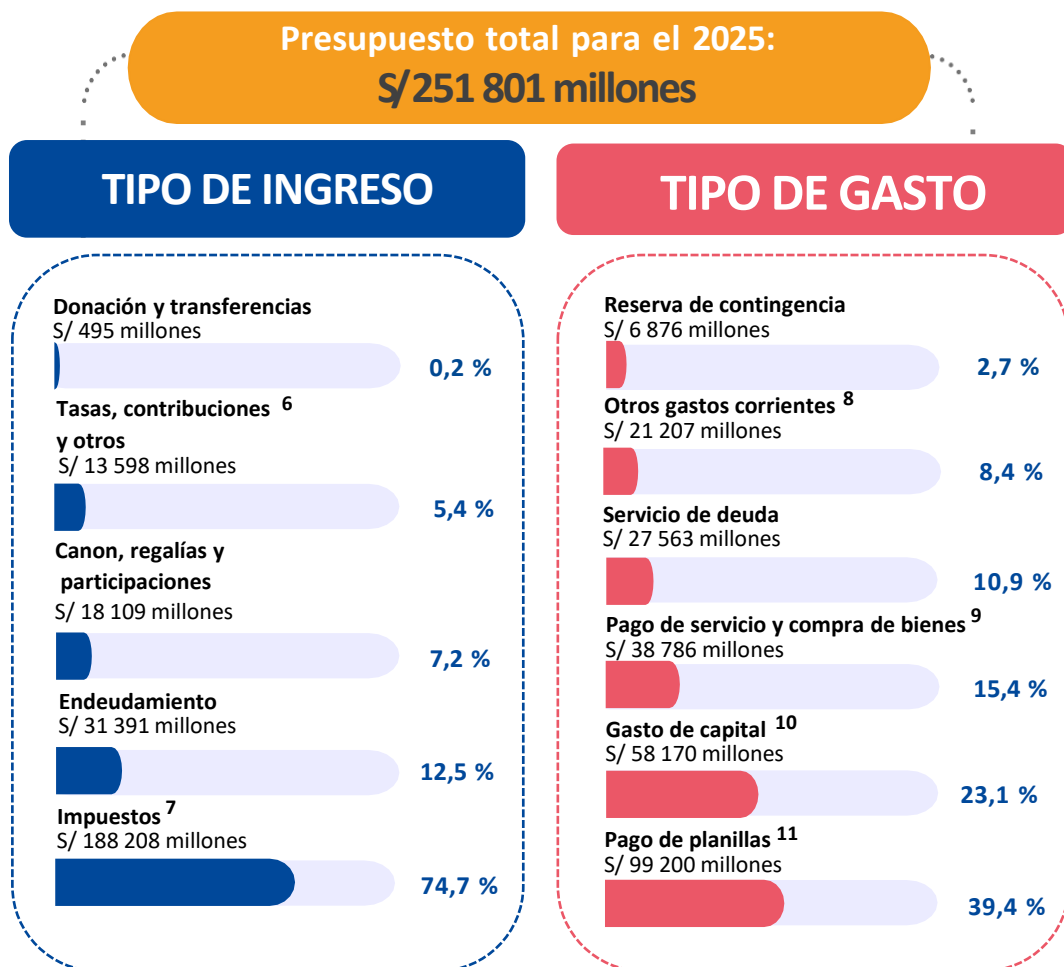 Presupuesto total para el 2025:
S/251 801 millones
TIPO DE INGRESO
Donación y transferencias
S/ 495 millones
0,2 %
Tasas, contribuciones 6
y otros
S/ 13 598 millones
5,4 %
Canon, regalías y
participaciones
S/ 18 109 millones
7,2 %
Endeudamiento
S/ 31 391 millones
12,5 %
Impuestos 7
S/ 188 208 millones
74,7 %
TIPO DE GASTO
Reserva de contingencia
S/ 6 876 millones
2,7 %
Otros gastos corrientes 8
S/ 21 207 millones
8,4 %
Servicio de deuda
S/ 27 563 millones
10,9 %
Pago de servicio y compra de bienes 9
S/ 38 786 millones
15,4 %
Gasto de capital 10
S/ 58 170 millones
23,1 %
Pago de planillas 11
S/ 99 200 millones
39,4 %